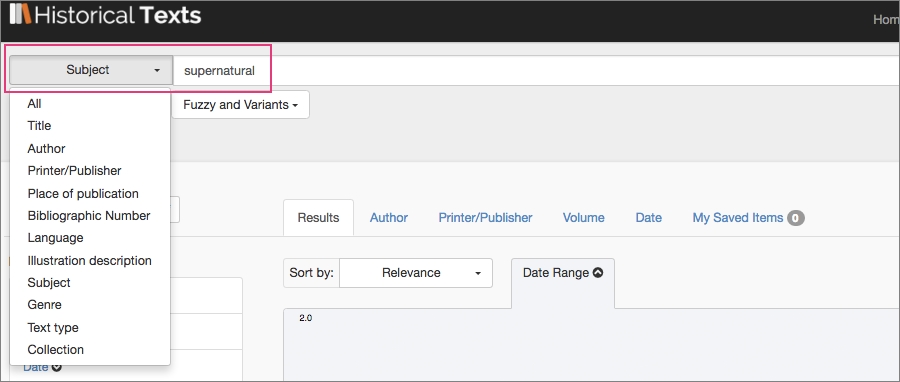 Historical Texts
Hom
Subject
supernatural
All
Title
Author
Printer/Publisher
Place of publication
Bibliographic Number
Language
Illustration description
Subject
Genre
Text type
Collection
Fuzzy and Variants
Results
Author
Printer/Publisher
Volume
Date
My Saved Items 0
Sort by:
Relevance
Date Range
2.0
Date